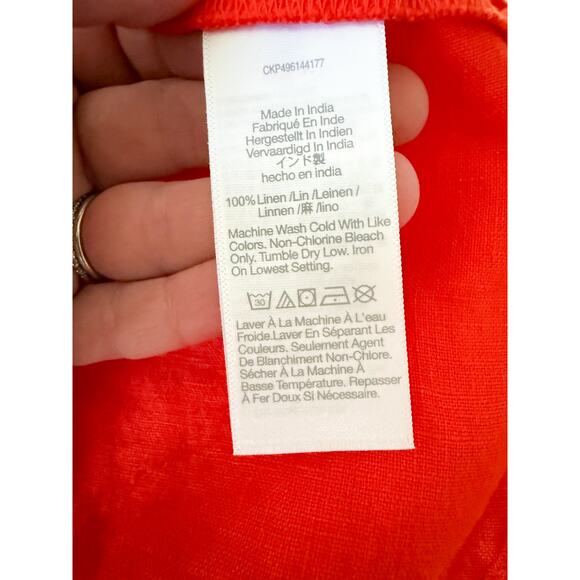 CKP496144177
Made In India
Fabriqué En Inde
Hergestellt In Indien
Vervaardigd In India
インド製
hecho en india
100% Linen /Lin /Leinen /
Linnen /麻 /lino
Machine Wash Cold With Like
Colors. Non-Chlorine Bleach
Only. Tumble Dry Low. Iron
On Lowest Setting.
30
Laver À La Machine À L'eau
Froide.Laver En Séparant Les
Couleurs. Seulement Agent
De Blanchiment Non-Chlore.
Sécher À La Machine À
Basse Température. Repasser
À Fer Doux Si Nécessaire.